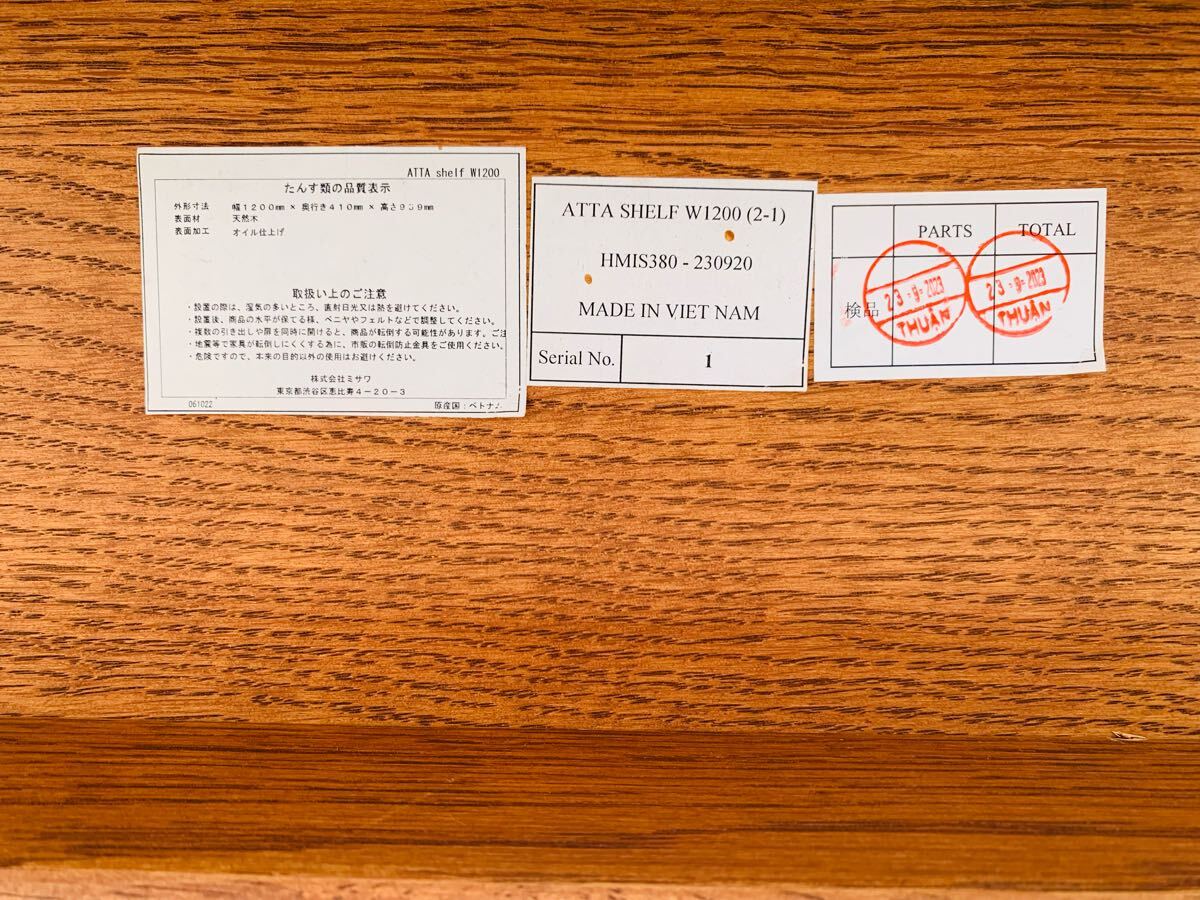 ATTA shelf W1200
たんす類の品質表示
外形寸法 幅1200mm × 奥行き410mm × 高さ959mm
表面材 天然木
表面加工 オイル仕上げ
取扱い上のご注意
・設置の際は、湿気の多いところ、直射日光又は熱を避けてください。
・設置後、商品の水平が保てる様、ベニヤやフェルトなどで調整してください。
・複数の引き出しや扉を同時に開けると、商品が転倒する可能性があります。ご注
・地震等で家具が転倒しにくくする為に、市販の転倒防止金具をご使用ください。
・危険ですので、本来の目的以外の使用はお避けください。
株式会社ミサワ
東京都渋谷区恵比寿4-20-3
061022 原産国:ベトナム
ATTA SHELF W1200 (2-1)
HMIS380 - 230920
MADE IN VIET NAM
Serial No. 1
PARTS TOTAL
検品
23-9-2023
THUẬN
23-9-2023
THUẬN